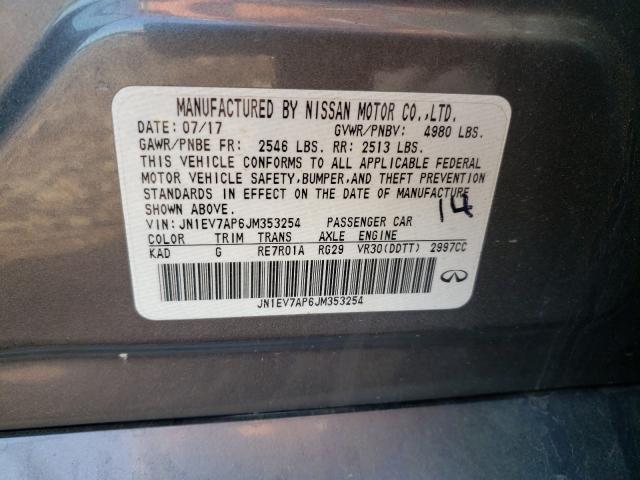 MANUFACTURED BY NISSAN MOTOR CO.,LTD.
DATE: 07/17 GVWR/PNBV: 4980 LBS.
GAWR/PNBE FR: 2546 LBS. RR: 2513 LBS.
THIS VEHICLE CONFORMS TO ALL APPLICABLE FEDERAL
MOTOR VEHICLE SAFETY,BUMPER,AND THEFT PREVENTION
STANDARDS IN EFFECT ON THE DATE OF MANUFACTURE
SHOWN ABOVE.
14
VIN: JN1EV7AP6JM353254 PASSENGER CAR
COLOR TRIM TRANS AXLE ENGINE
KAD G RE7R01A RG29 VR30(DDTT) 2997CC
JN1EV7AP6JM353254